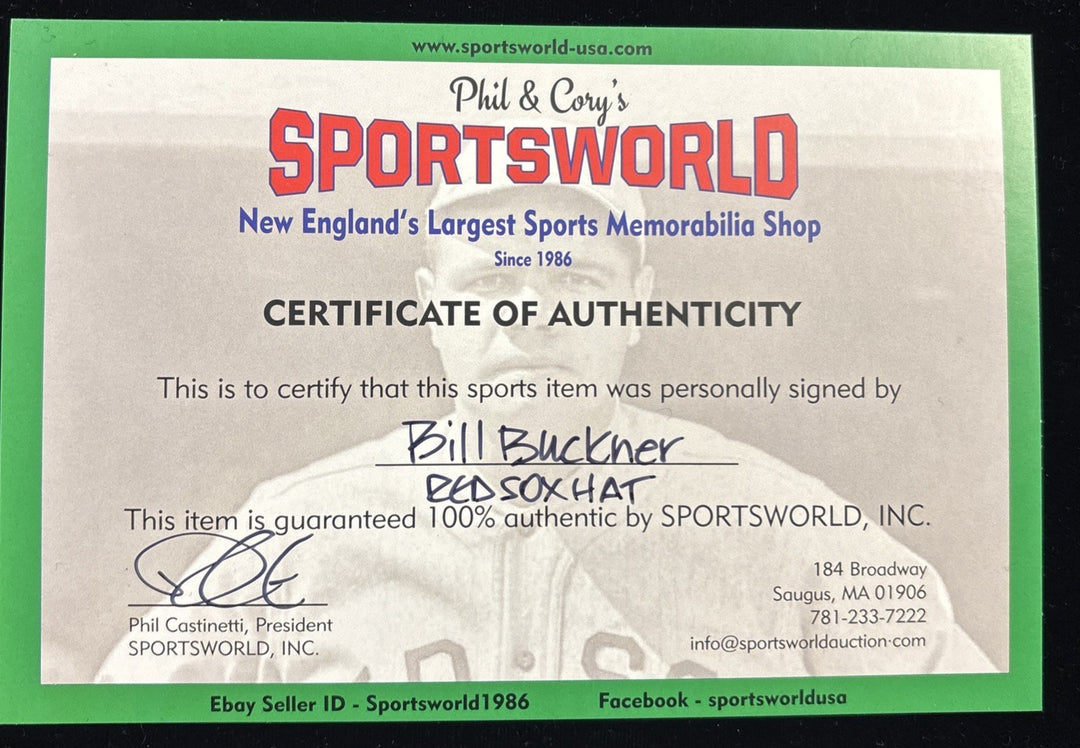 www.sportsworld-usa.com
Phil & Cory's
SPORTSWORLD
New England's Largest Sports Memorabilia Shop
Since 1986
CERTIFICATE OF AUTHENTICITY
This is to certify that this sports item was personally signed by
Bill Buckner
RED SOX HAT
This item is guaranteed 100% authentic by SPORTSWORLD, INC.
Phil Castinetti, President
SPORTSWORLD, INC.
184 Broadway
Saugus, MA 01906
781-233-7222
info@sportsworldauction.com
Ebay Seller ID - Sportsworld1986
Facebook - sportsworldusa